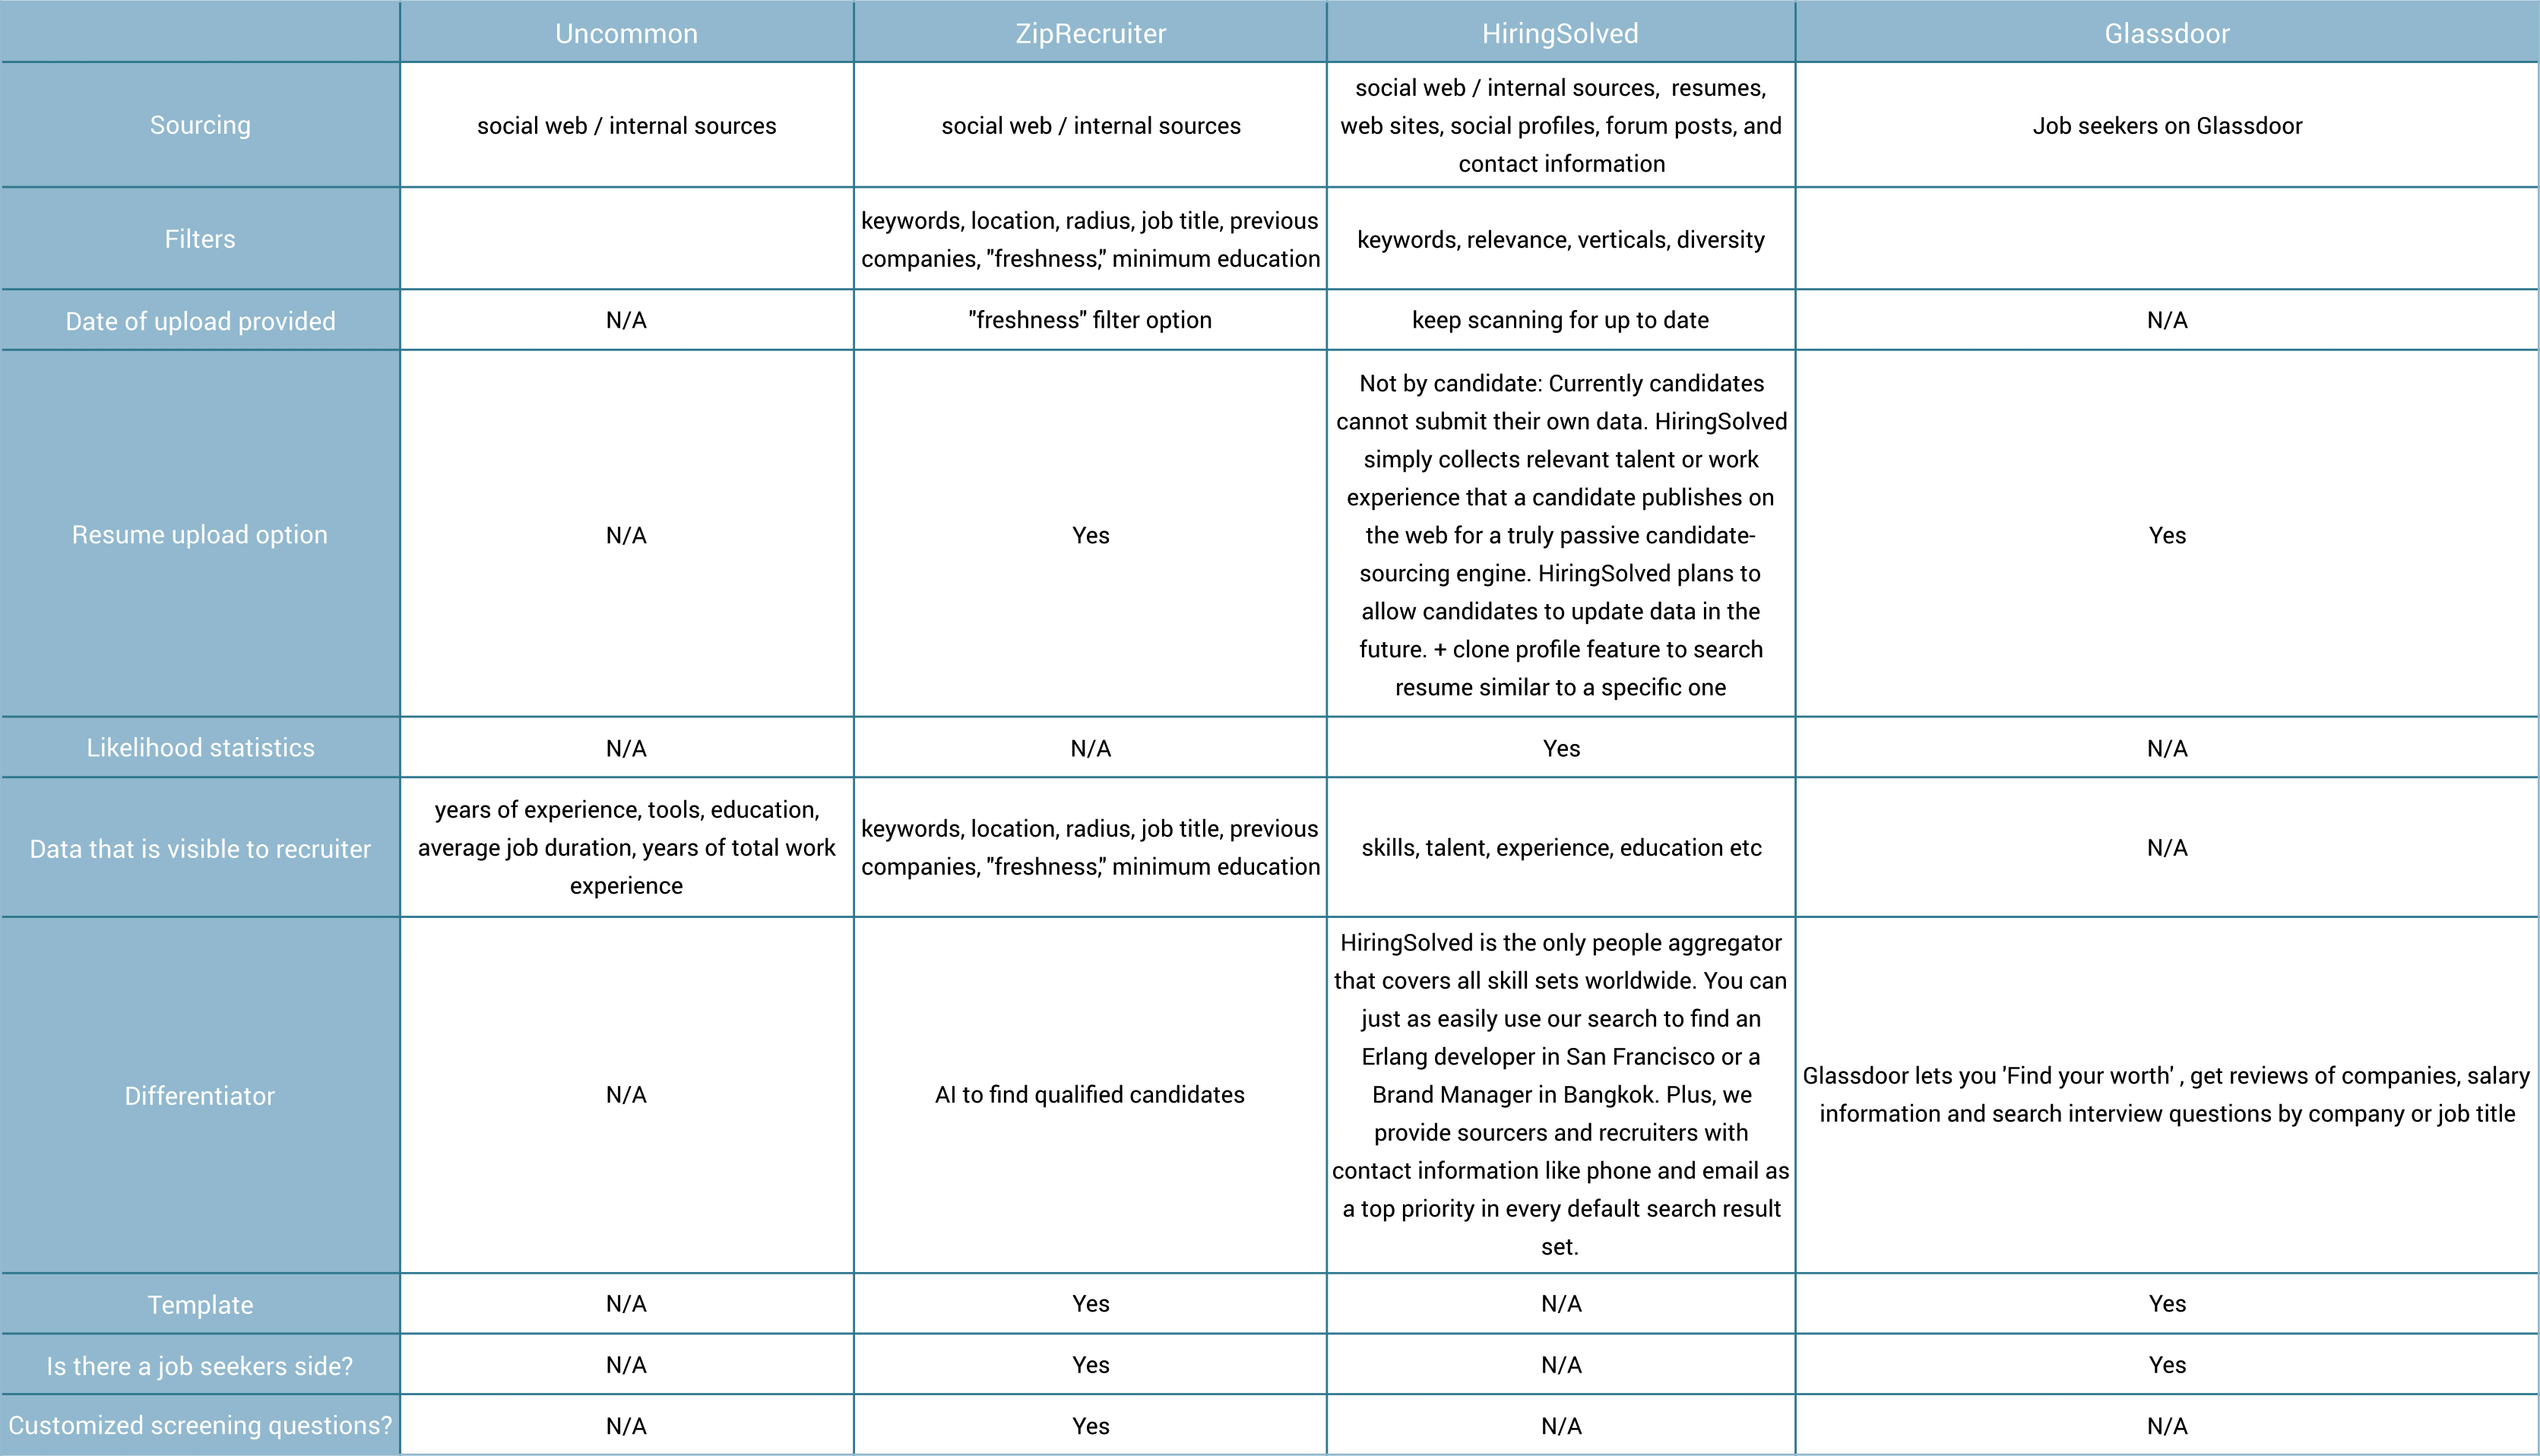 Uncommon ZipRecruiter HiringSolved Glassdoor
Sourcing
social web / internal sources
social web / internal sources
social web / internal sources,  resumes,
web sites, social profiles, forum posts, and
contact information
Job seekers on Glassdoor
Filters
keywords, location, radius, job title, previous
companies, "freshness," minimum education
keywords, relevance, verticals, diversity
Date of upload provided
N/A
"freshness" filter option
keep scanning for up to date
N/A
Resume upload option
N/A
Yes
Not by candidate: Currently candidates
cannot submit their own data. HiringSolved
simply collects relevant talent or work
experience that a candidate publishes on
the web for a truly passive candidate-
sourcing engine. HiringSolved plans to
allow candidates to update data in the
future. + clone profile feature to search
resume similar to a specific one
Yes
Likelihood statistics
N/A
N/A
Yes
N/A
Data that is visible to recruiter
years of experience, tools, education,
average job duration, years of total work
experience
keywords, location, radius, job title, previous
companies, "freshness," minimum education
skills, talent, experience, education etc
N/A
Differentiator
N/A
AI to find qualified candidates
HiringSolved is the only people aggregator
that covers all skill sets worldwide. You can
just as easily use our search to find an
Erlang developer in San Francisco or a
Brand Manager in Bangkok. Plus, we
provide sourcers and recruiters with
contact information like phone and email as
a top priority in every default search result
set.
Glassdoor lets you 'Find your worth' , get reviews of companies, salary
information and search interview questions by company or job title
Template
N/A
Yes
N/A
Yes
Is there a job seekers side?
N/A
Yes
N/A
Yes
Customized screening questions?
N/A
Yes
N/A
N/A